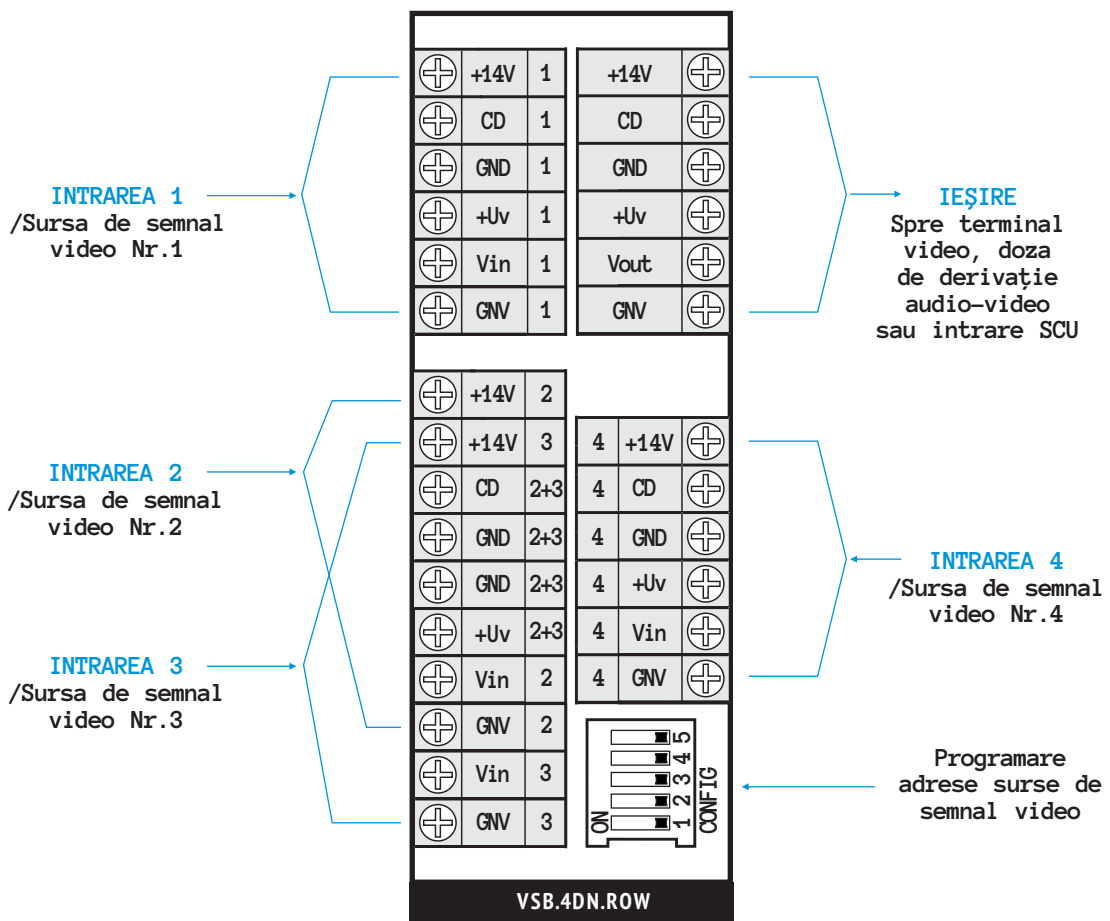 +14V 1
CD 1
GND 1
+Uv 1
Vin 1
GNV 1
+14V
CD
GND
+Uv
Vout
GNV
INTRAREA 1
/Sursa de semnal
video Nr.1
IEȘIRE
Spre terminal
video, doza
de derivație
audio-video
sau intrare SCU
+14V 2
+14V 3
CD 2+3
GND 2+3
GND 2+3
+Uv 2+3
Vin 2
GNV 2
Vin 3
GNV 3
4 +14V
4 CD
4 GND
4 +Uv
4 Vin
4 GNV
INTRAREA 2
/Sursa de semnal
video Nr.2
INTRAREA 3
/Sursa de semnal
video Nr.3
INTRAREA 4
/Sursa de semnal
video Nr.4
ON
1 2 3 4 5
CONFIG
Programare
adrese surse de
semnal video
VSB.4DN.ROW